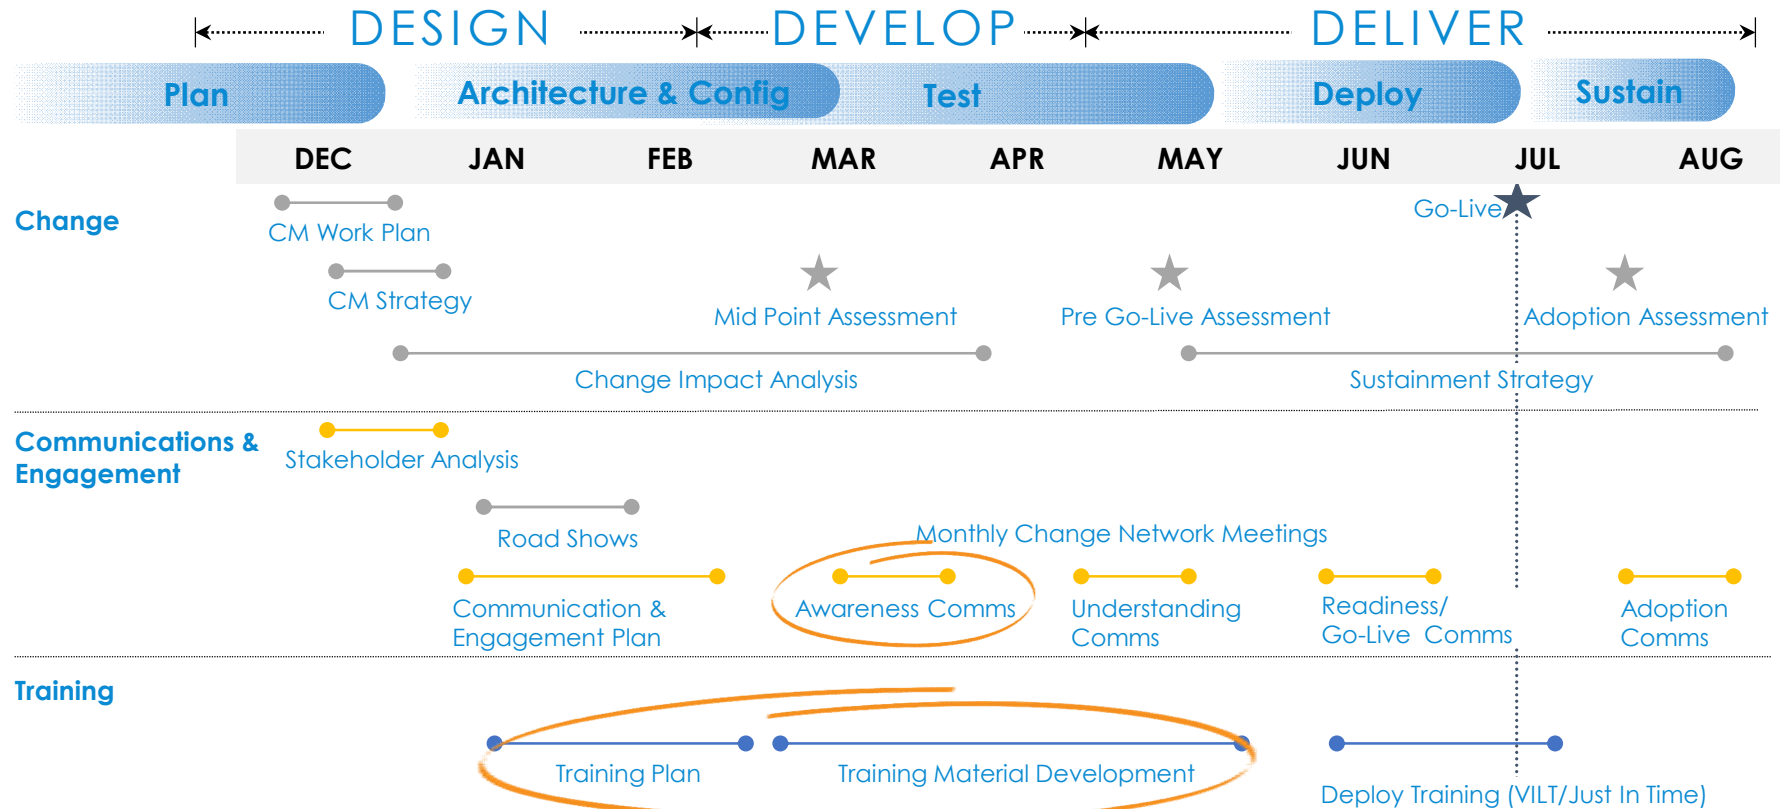 DESIGN DEVELOP DELIVER
Plan Architecture & Config Test Deploy Sustain
DEC JAN FEB MAR APR MAY JUN JUL AUG
Change
Go-Live
CM Work Plan
CM Strategy
Mid Point Assessment Pre Go-Live Assessment Adoption Assessment
Change Impact Analysis Sustainment Strategy
Communications &
Engagement
Stakeholder Analysis
Road Shows
Monthly Change Network Meetings
Communication &
Engagement Plan
Awareness Comms
Understanding
Comms
Readiness/
Go-Live Comms
Adoption
Comms
Training
Training Plan Training Material Development
Deploy Training (VILT/Just In Time)